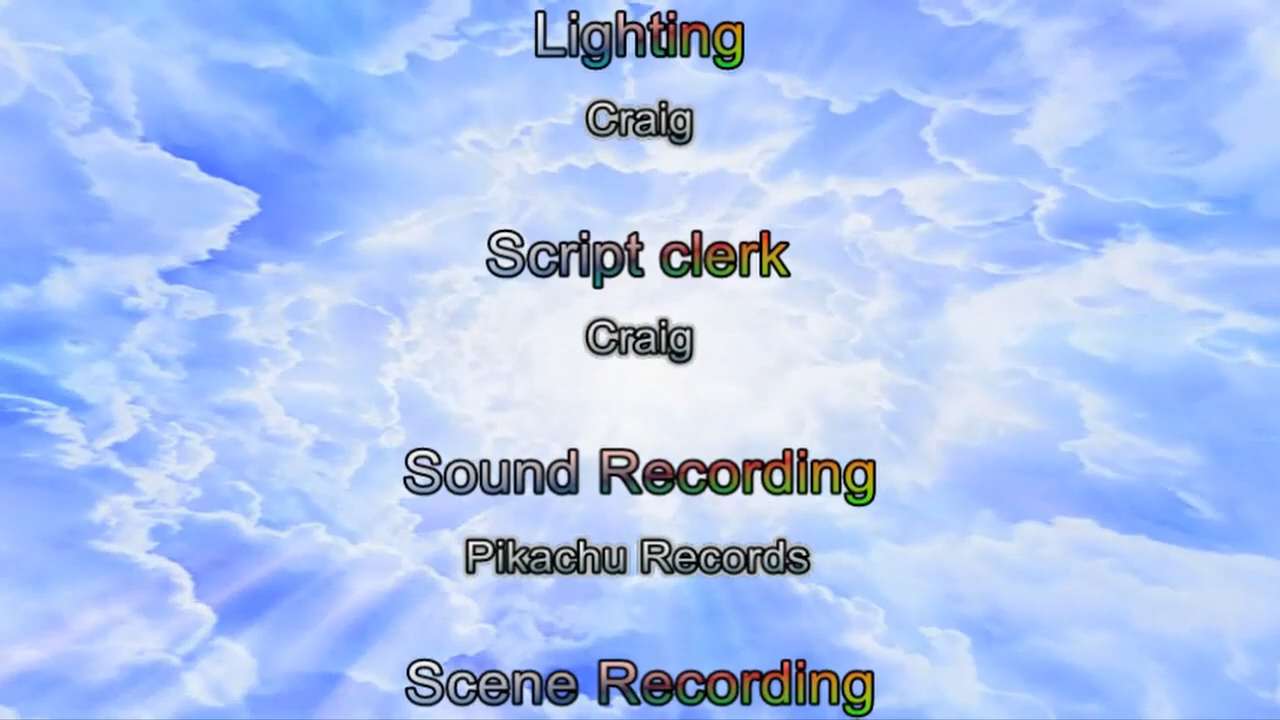 Lighting
Craig
Script clerk
Craig
Sound Recording
Pikachu Records
Scene Recording